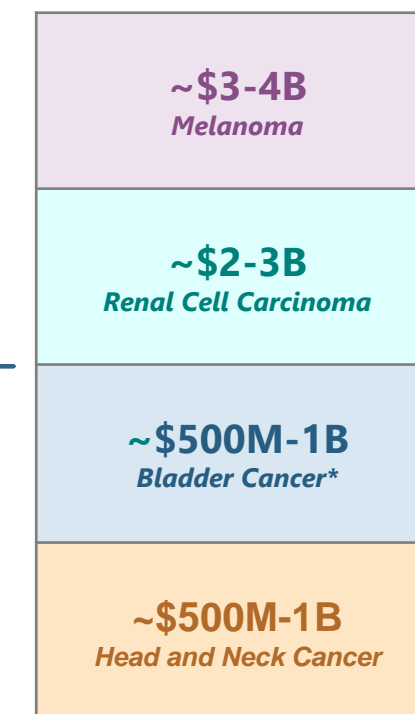 ~$3-4B
Melanoma
~$2-3B
Renal Cell Carcinoma
~$500M-1B
Bladder Cancer*
~$500M-1B
Head and Neck Cancer